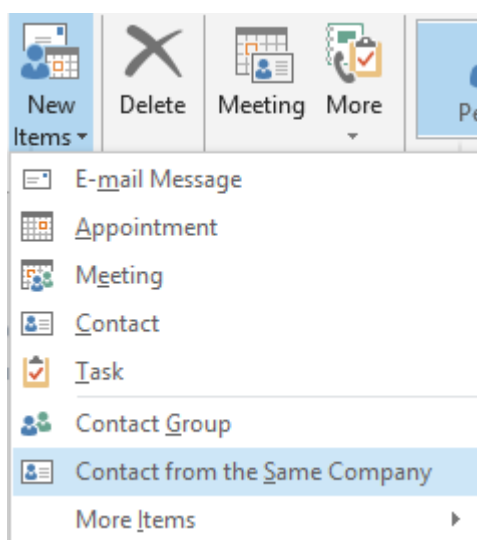 New Items
Delete
Meeting
More
E-mail Message
Appointment
Meeting
Contact
Task
Contact Group
Contact from the Same Company
More Items